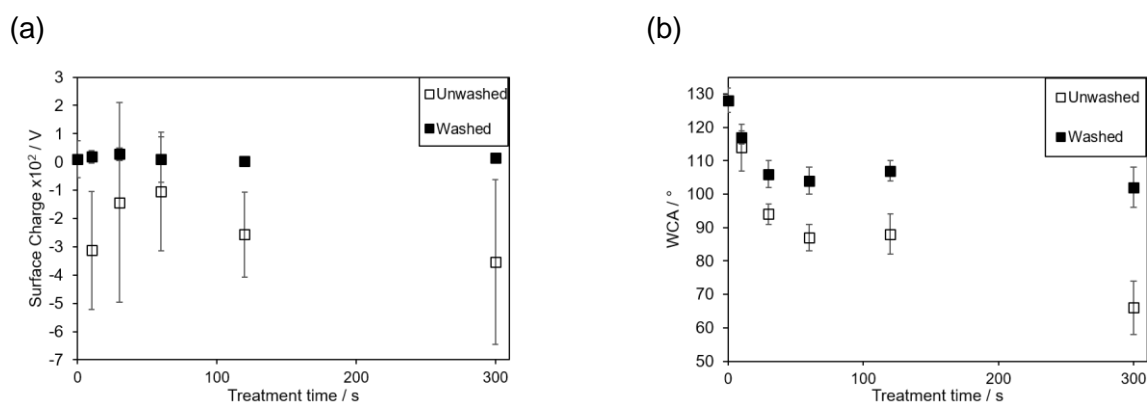 (a)
(b)
Surface Charge x10² / V
3
2
1
0
-1
-2
-3
-4
-5
-6
-7
0
100
200
300
Treatment time / s
Unwashed
Washed
WCA / °
130
120
110
100
90
80
70
60
50
0
100
200
300
Treatment time / s
Unwashed
Washed